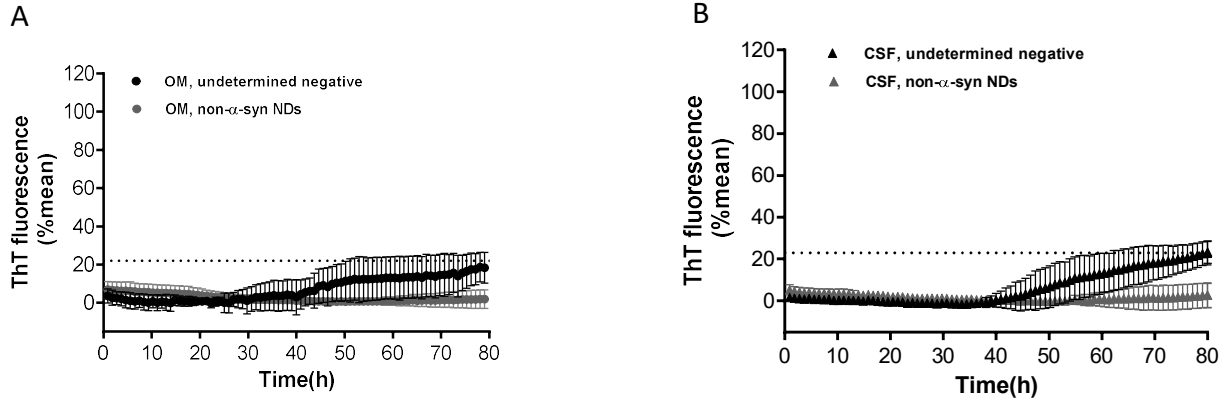 A
ThT fluorescence
(%mean)
120
100
80
60
40
20
0
OM, undetermined negative
OM, non-α-syn NDs
0 10 20 30 40 50 60 70 80
Time(h)
B
ThT fluorescence
(%mean)
120
100
80
60
40
20
0
CSF, undetermined negative
CSF, non-α-syn NDs
0 10 20 30 40 50 60 70 80
Time(h)